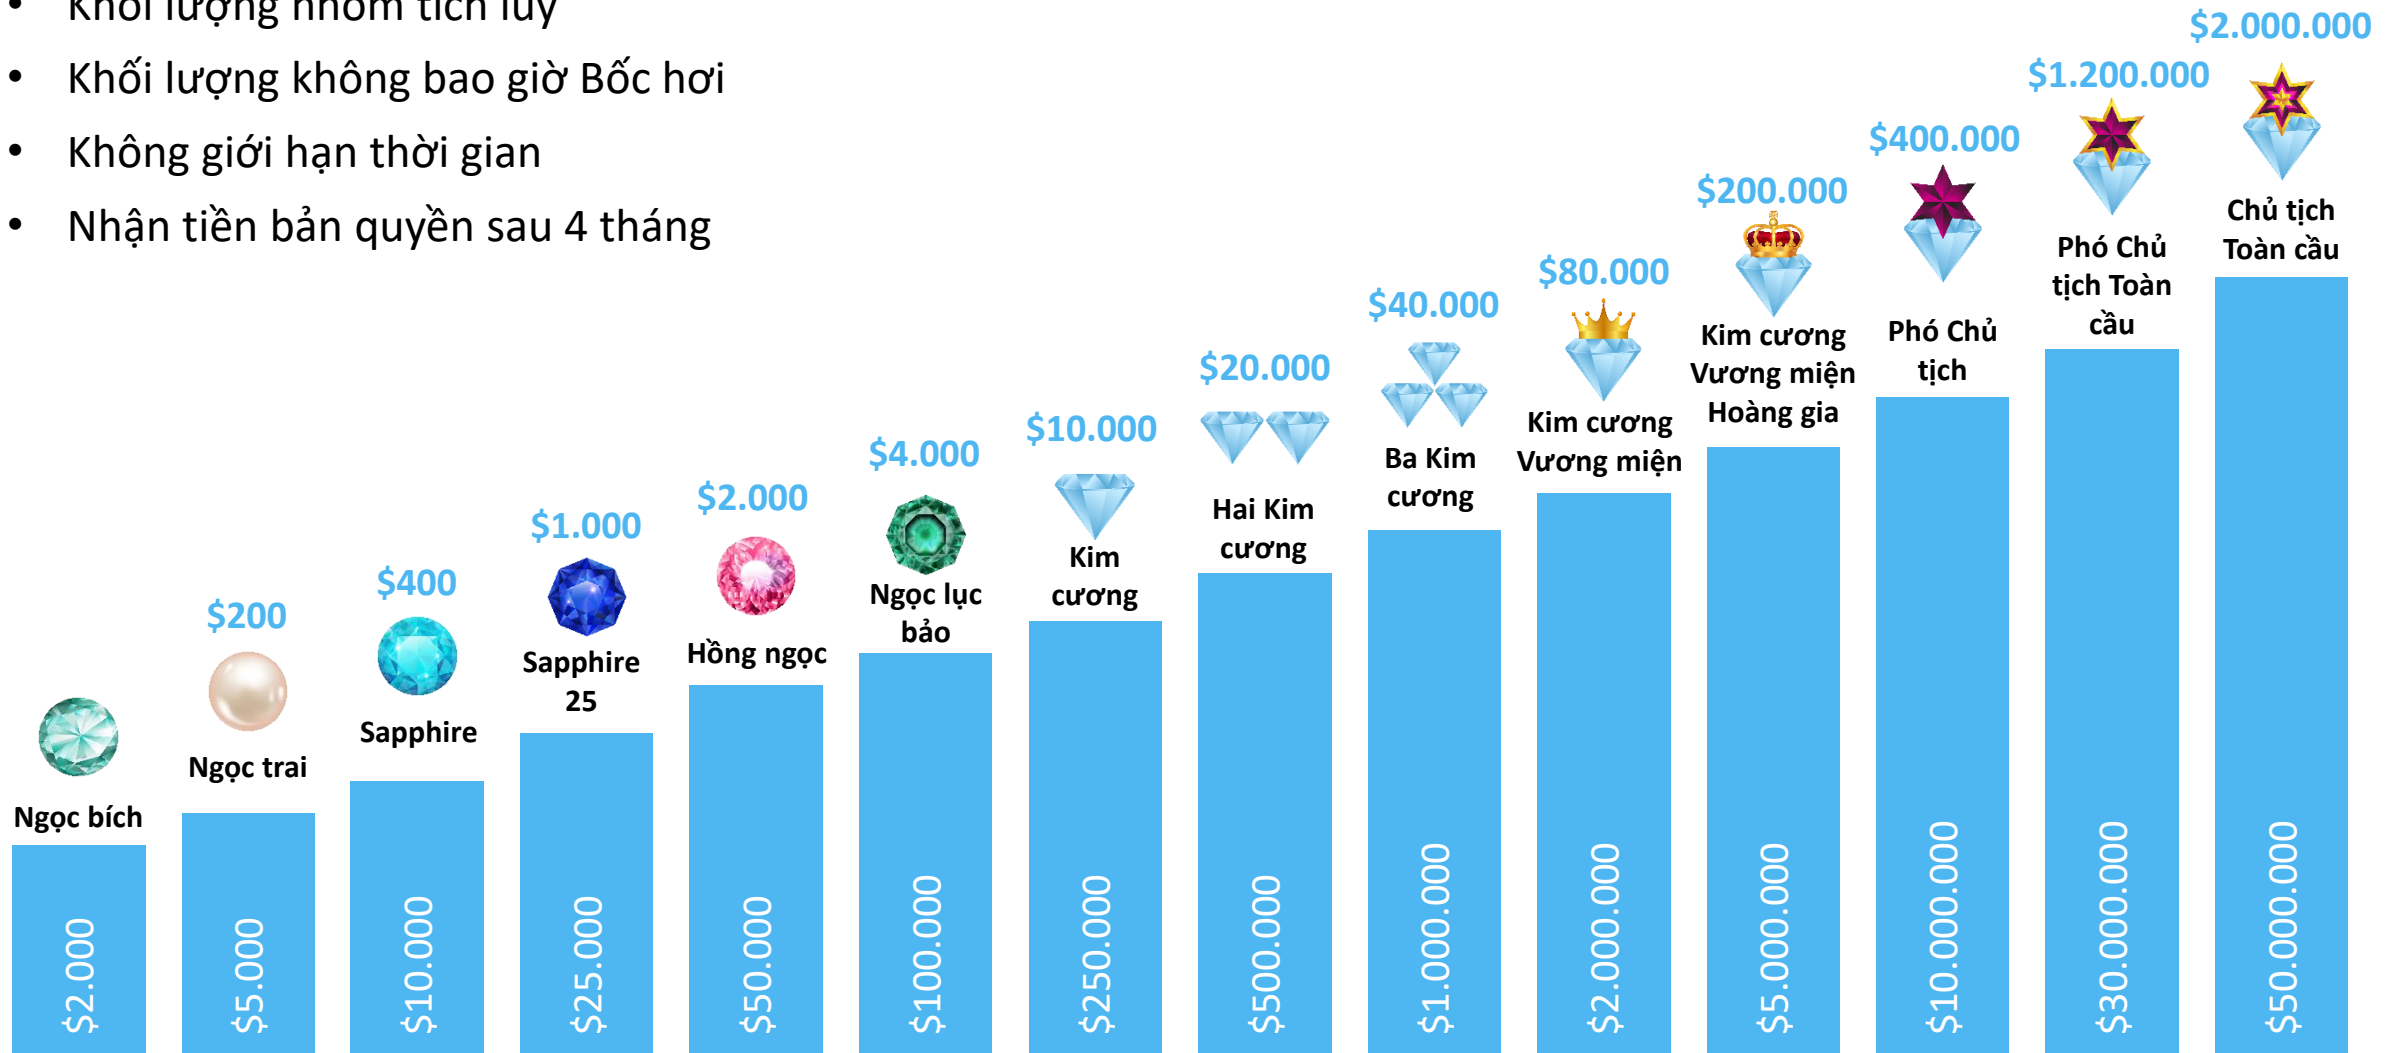 Khối lượng nhóm tích lũy
• Khối lượng không bao giờ Bốc hơi
• Không giới hạn thời gian
• Nhận tiền bản quyền sau 4 tháng
Ngọc bích
$2.000
$200
Ngọc trai
$5.000
$400
Sapphire
$10.000
$1.000
Sapphire
25
$25.000
$2.000
Hồng ngọc
$50.000
$4.000
Ngọc lục
bảo
$100.000
$10.000
Kim
cương
$250.000
$20.000
Hai Kim
cương
$500.000
$40.000
Ba Kim
cương
$1.000.000
$80.000
Kim cương
Vương miện
$2.000.000
$200.000
Kim cương
Vương miện
Hoàng gia
$5.000.000
$400.000
Phó Chủ
tịch
$10.000.000
$1.200.000
Phó Chủ
tịch Toàn
cầu
$30.000.000
$2.000.000
Chủ tịch
Toàn cầu
$50.000.000